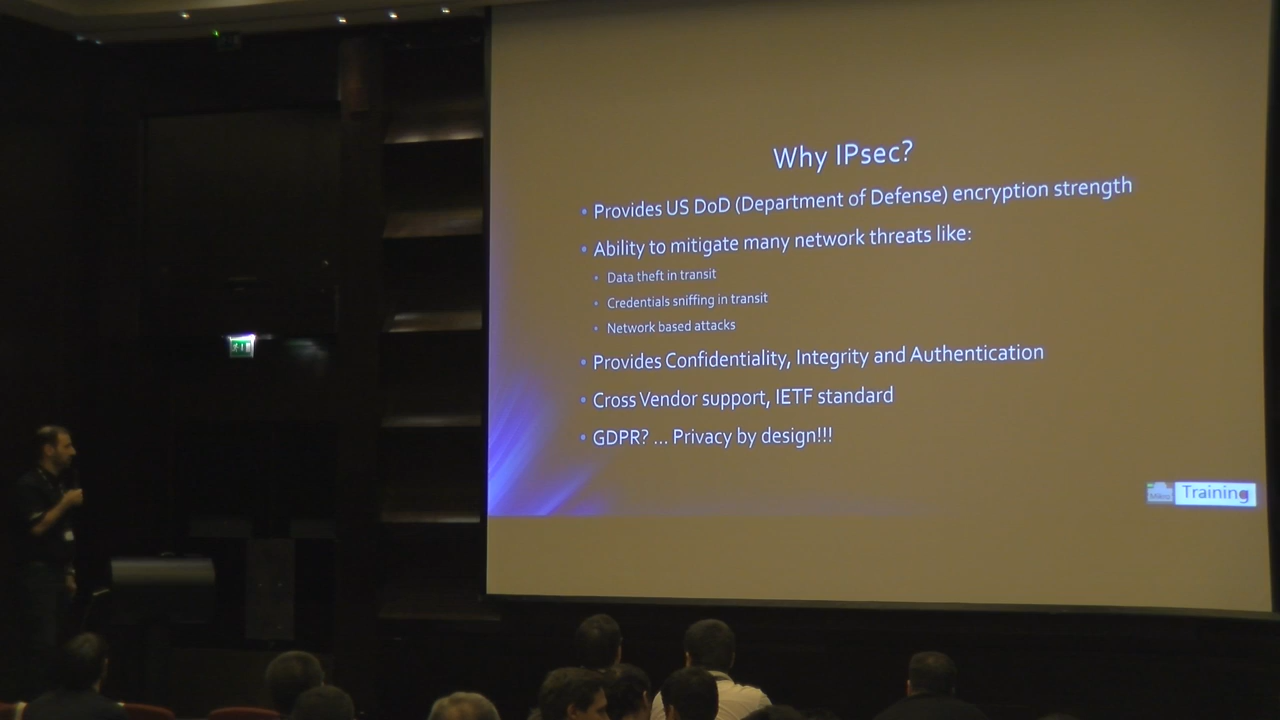 Why IPsec?
• Provides US DoD (Department of Defense) encryption strength
• Ability to mitigate many network threats like:
• Data theft in transit
• Credentials sniffing in transit
• Network based attacks
• Provides Confidentiality, Integrity and Authentication
• Cross Vendor support, IETF standard
• GDPR? ... Privacy by design!!!
Mikro Training